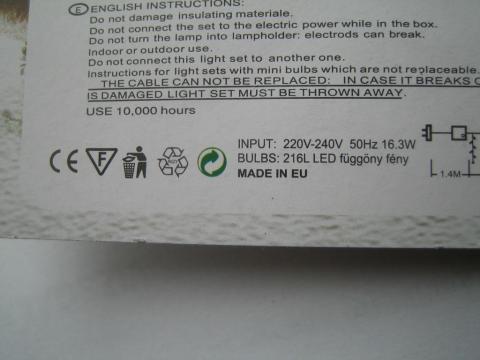 E ENGLISH INSTRUCTIONS:
Do not damage insulating materiale.
Do not connect the set to the electric power while in the box.
Do not turn the lamp into lampholder: electrods can break.
Indoor or outdoor use.
Do not connect this light set to another one.
Instructions for light sets with mini bulbs which are not replaceable.
THE CABLE CAN NOT BE REPLACED: IN CASE IT BREAKS O
IS DAMAGED LIGHT SET MUST BE THROWN AWAY.
USE 10,000 hours
INPUT: 220V-240V 50Hz 16.3W
BULBS: 216L LED függöny fény
MADE IN EU
CE F
1.4M